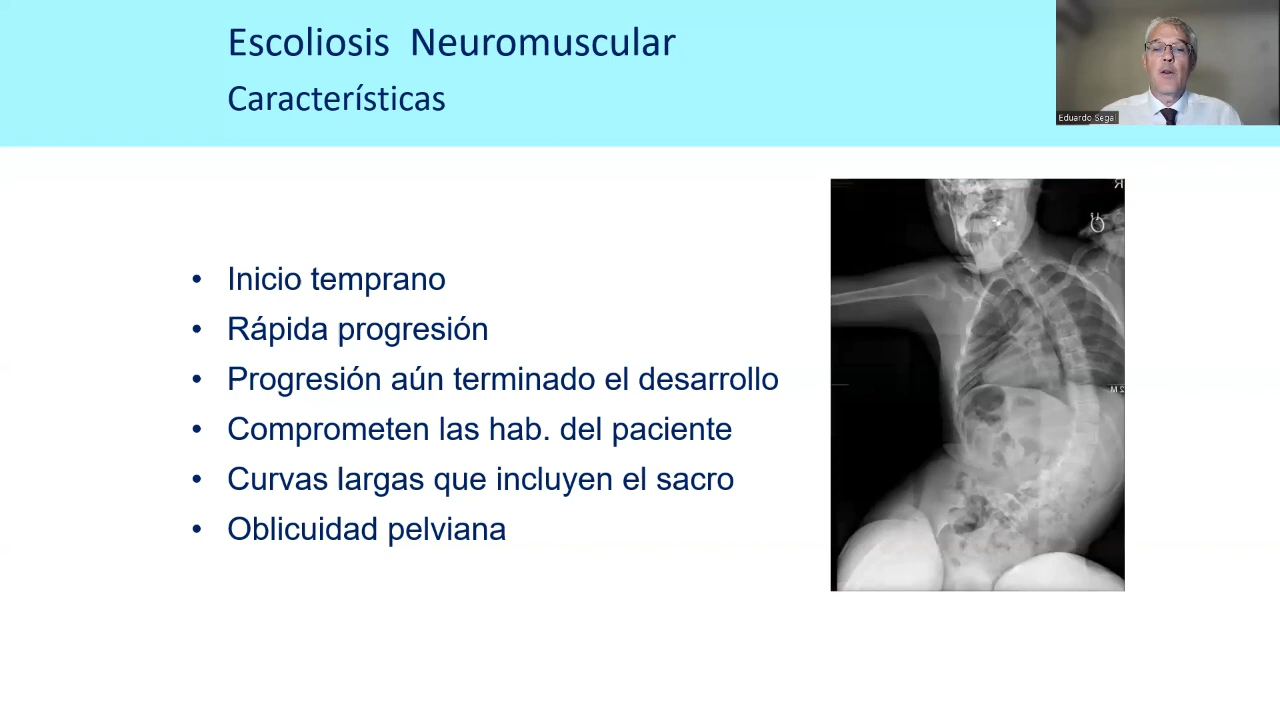 Escoliosis Neuromuscular
Características
Eduardo Segal
• Inicio temprano
• Rápida progresión
• Progresión aún terminado el desarrollo
• Comprometen las hab. del paciente
• Curvas largas que incluyen el sacro
• Oblicuidad pelviana